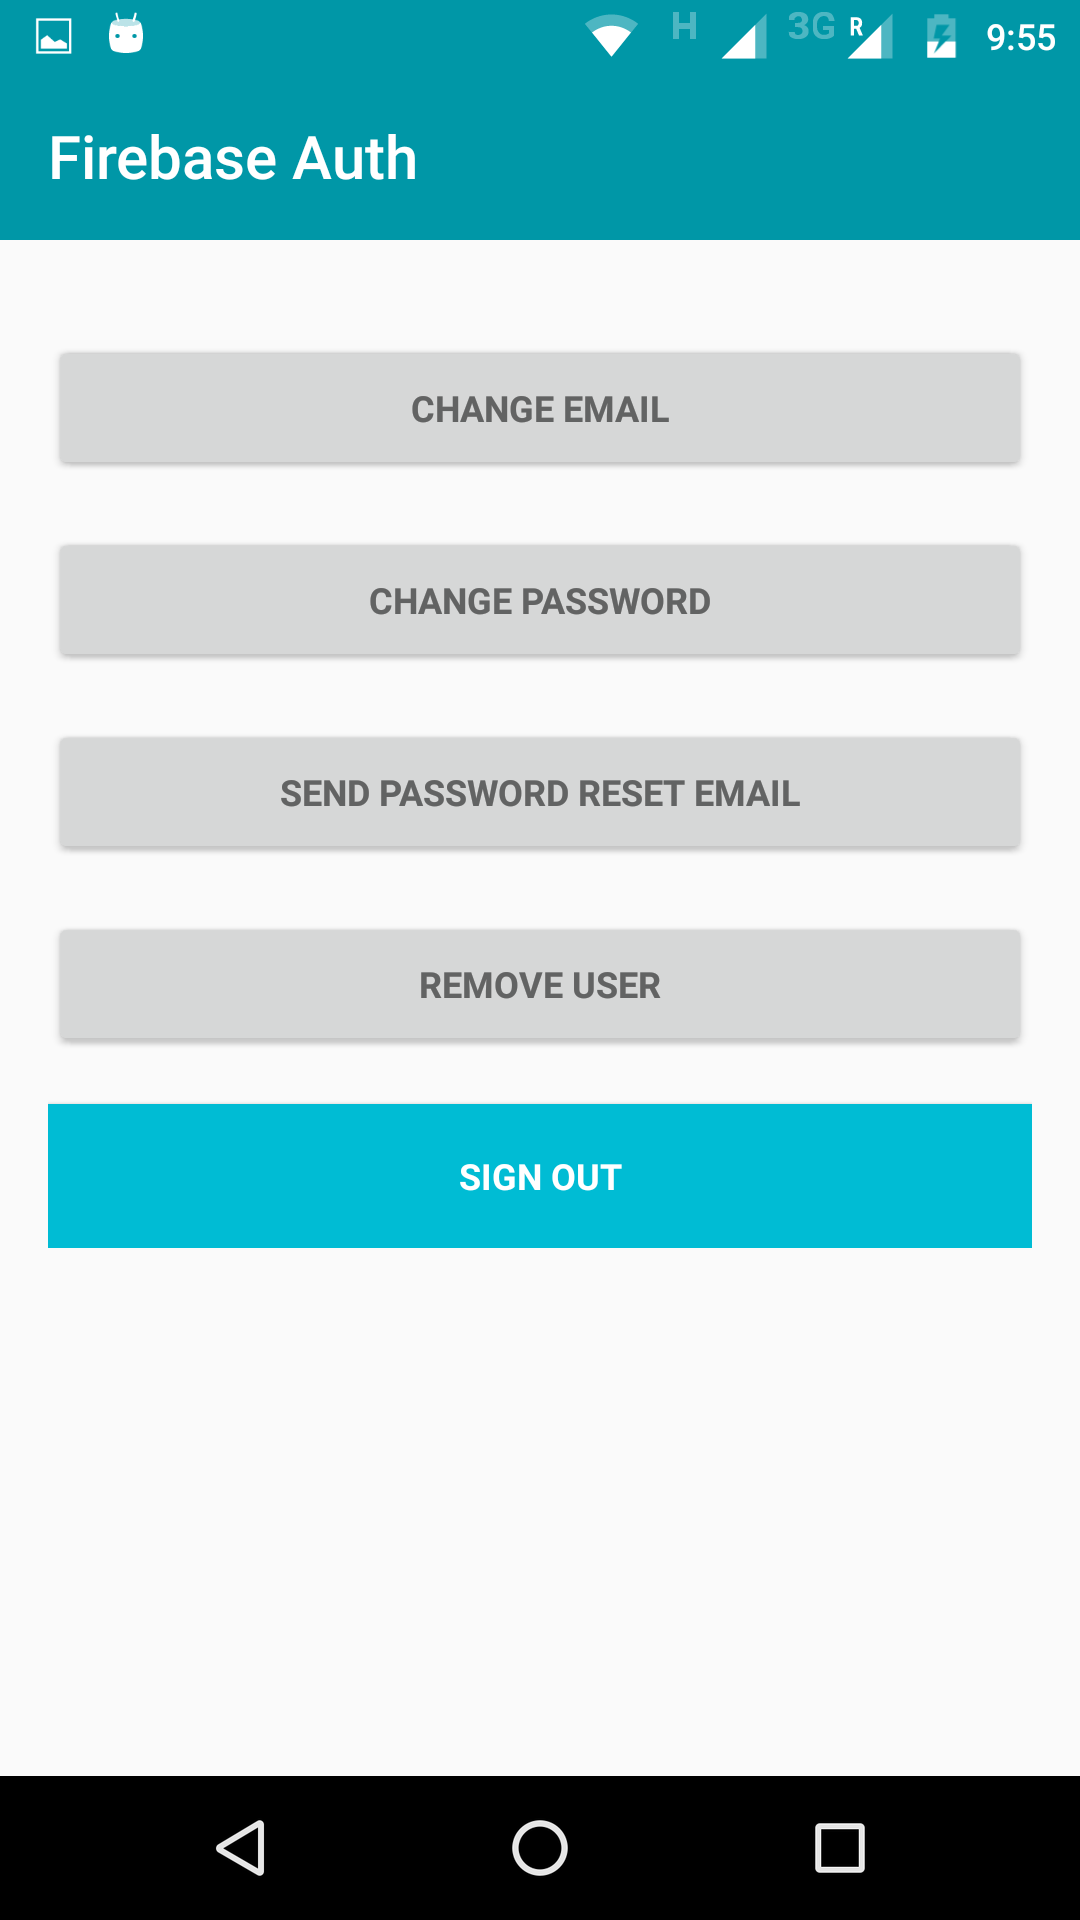 H 3G R 9:55
Firebase Auth
CHANGE EMAIL
CHANGE PASSWORD
SEND PASSWORD RESET EMAIL
REMOVE USER
SIGN OUT